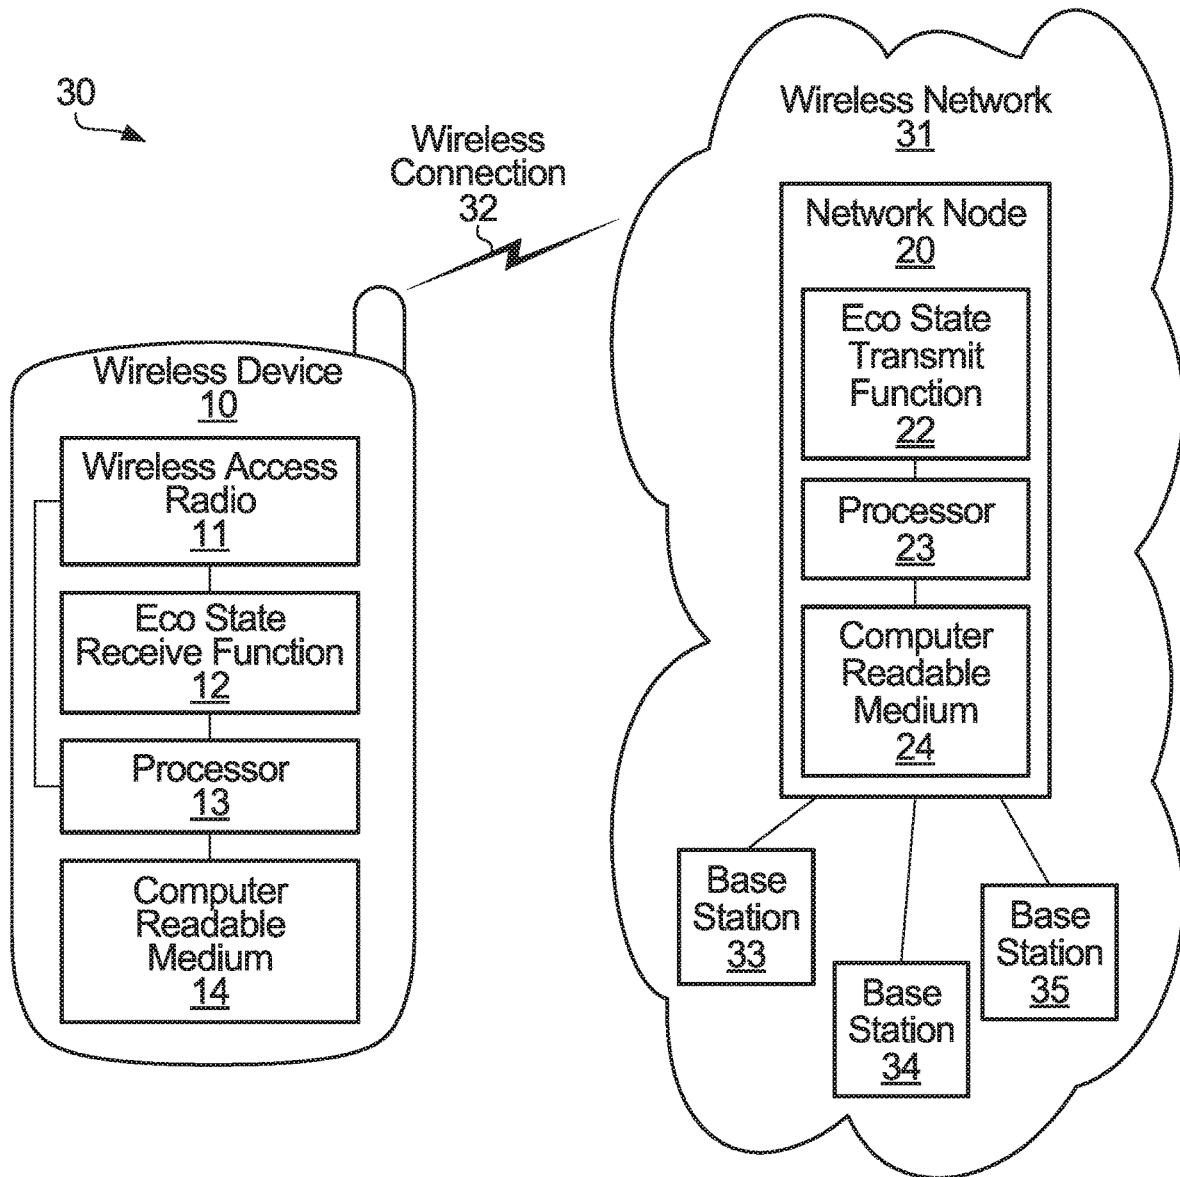 30
Wireless
Connection
32
Wireless Device
10
Wireless Access
Radio
11
Eco State
Receive Function
12
Processor
13
Computer
Readable
Medium
14
Wireless Network
31
Network Node
20
Eco State
Transmit
Function
22
Processor
23
Computer
Readable
Medium
24
Base
Station
33
Base
Station
34
Base
Station
35